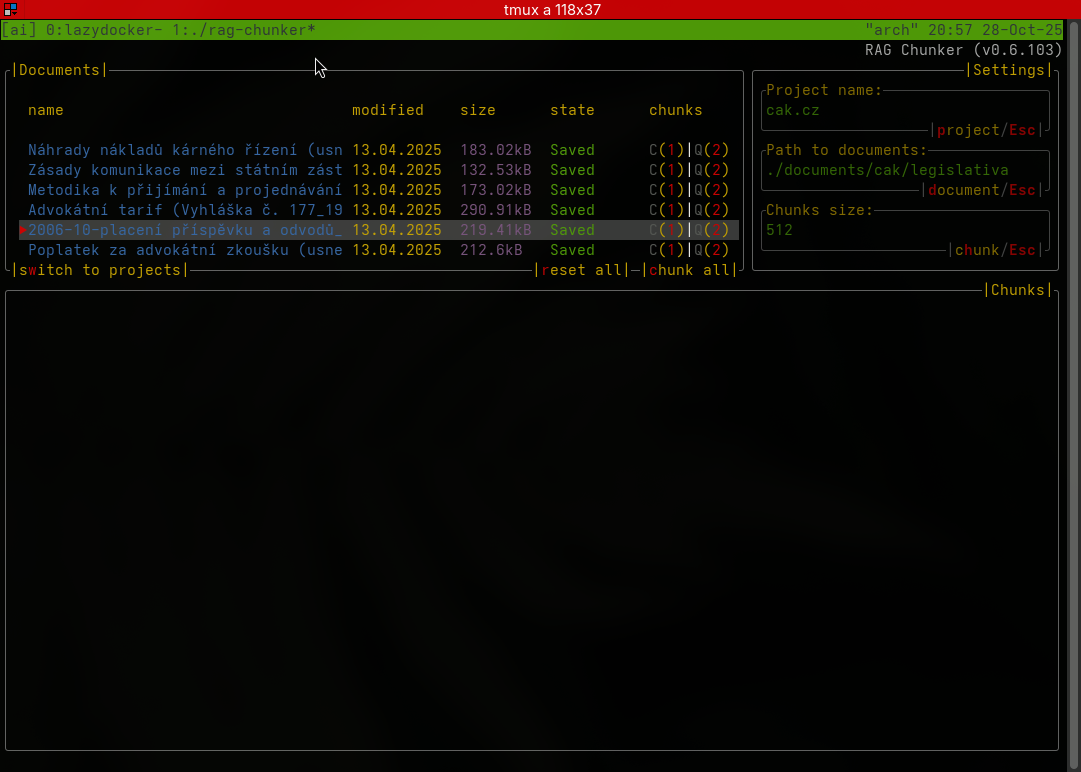 tmux a 118x37
[ai] 0:lazydocker- 1:./rag-chunker* "arch" 20:57 28-Oct-25
RAG Chunker (v0.6.103)
|Documents| |Settings|
name modified size state chunks
Náhrady nákladů kárného řízení (usn 13.04.2025 183.02kB Saved C(1)|Q(2)
Zásady komunikace mezi státním zást 13.04.2025 132.53kB Saved C(1)|Q(2)
Metodika k přijímání a projednávání 13.04.2025 173.02kB Saved C(1)|Q(2)
Advokátní tarif (Vyhláška č. 177_19 13.04.2025 290.91kB Saved C(1)|Q(2)
2006-10-placení příspěvku a odvodů_ 13.04.2025 219.41kB Saved C(1)|Q(2)
Poplatek za advokátní zkoušku (usne 13.04.2025 212.6kB Saved C(1)|Q(2)
|switch to projects| |reset all| |chunk all|
Project name:
cak.cz
|project/Esc|
Path to documents:
./documents/cak/legislativa
|document/Esc|
Chunks size:
512
|chunk/Esc|
|Chunks|